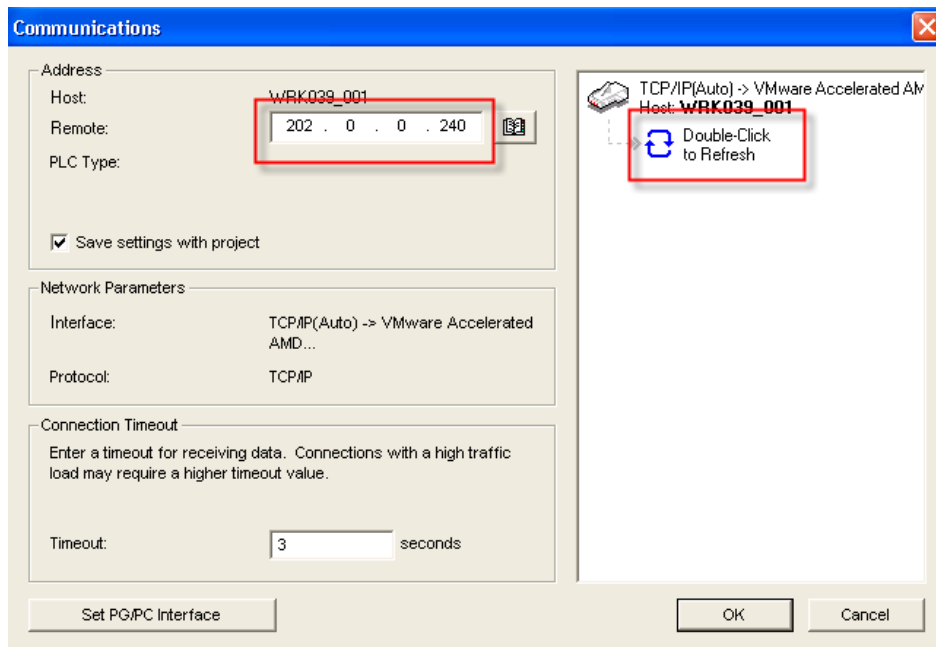 Communications
Address
Host: WRK039_001
Remote: 202 . 0 . 0 . 240
PLC Type:
Save settings with project
Network Parameters
Interface: TCP/IP(Auto) -> VMware Accelerated
AMD...
Protocol: TCP/IP
Connection Timeout
Enter a timeout for receiving data. Connections with a high traffic
load may require a higher timeout value.
Timeout: 3 seconds
Set PG/PC Interface
TCP/IP(Auto) -> VMware Accelerated AM
Host: WRK039_001
Double-Click
to Refresh
OK Cancel